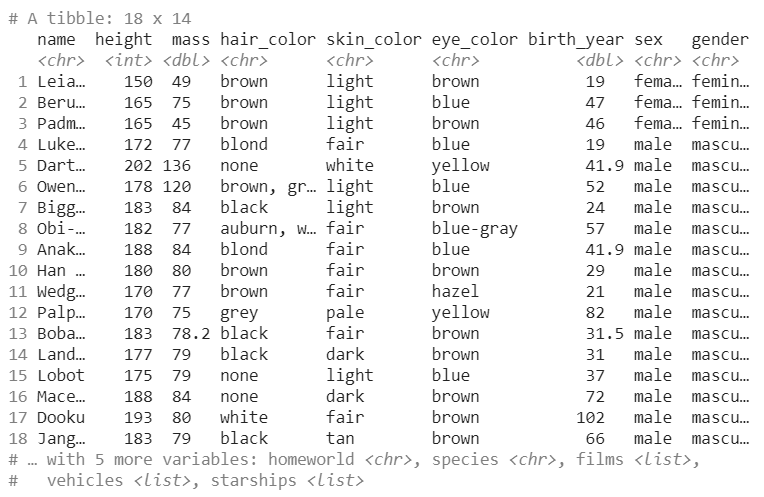 # A tibble: 18 x 14
name height mass hair_color skin_color eye_color birth_year sex gender
<chr> <int> <dbl> <chr> <chr> <chr> <dbl> <chr> <chr>
1 Leia… 150 49 brown light brown 19 fema… femin…
2 Beru… 165 75 brown light blue 47 fema… femin…
3 Padm… 165 45 brown light brown 46 fema… femin…
4 Luke… 172 77 blond fair blue 19 male mascu…
5 Dart… 202 136 none white yellow 41.9 male mascu…
6 Owen… 178 120 brown, gr… light blue 52 male mascu…
7 Bigg… 183 84 black light brown 24 male mascu…
8 Obi-… 182 77 auburn, w… fair blue-gray 57 male mascu…
9 Anak… 188 84 blond fair blue 41.9 male mascu…
10 Han … 180 80 brown fair brown 29 male mascu…
11 Wedg… 170 77 brown fair hazel 21 male mascu…
12 Palp… 170 75 grey pale yellow 82 male mascu…
13 Boba… 183 78.2 black fair brown 31.5 male mascu…
14 Land… 177 79 black dark brown 31 male mascu…
15 Lobot 175 79 none light blue 37 male mascu…
16 Mace… 188 84 none dark brown 72 male mascu…
17 Dooku 193 80 white fair brown 102 male mascu…
18 Jang… 183 79 black tan brown 66 male mascu…
# … with 5 more variables: homeworld <chr>, species <chr>, films <list>,
# vehicles <list>, starships <list>